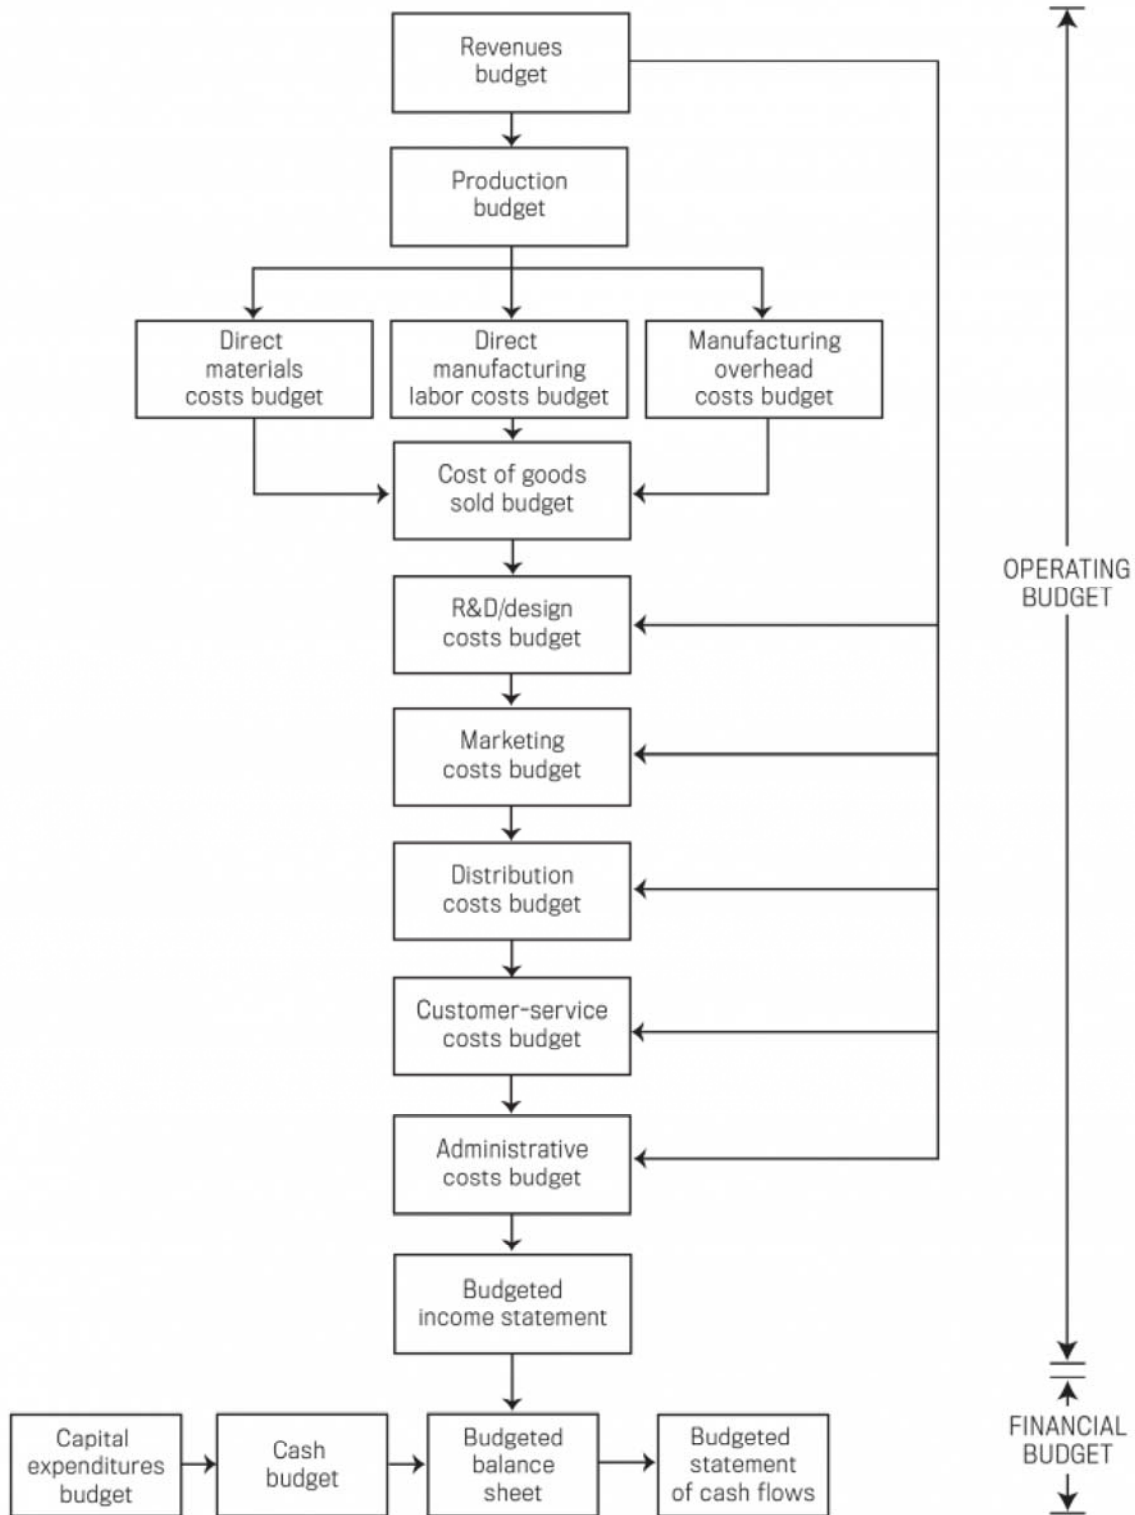 Revenues
budget
Production
budget
Direct
materials
costs budget
Direct
manufacturing
labor costs budget
Manufacturing
overhead
costs budget
Cost of goods
sold budget
R&D/design
costs budget
Marketing
costs budget
Distribution
costs budget
Customer-service
costs budget
Administrative
costs budget
Budgeted
income statement
OPERATING
BUDGET
Capital
expenditures
budget
Cash
budget
Budgeted
balance
sheet
Budgeted
statement
of cash flows
FINANCIAL
BUDGET